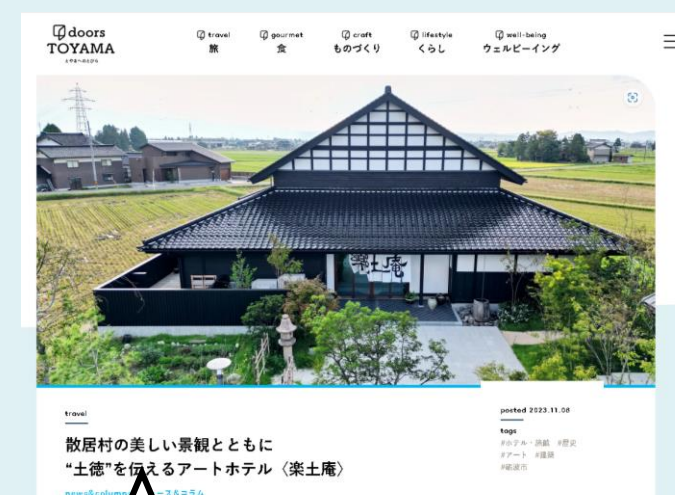 doors
TOYAMA
travel
旅
gourmet
食
craft
ものづくり
lifestyle
くらし
well-being
ウェルビーイング
楽土庵
travel
散居村の美しい景観とともに
“土徳”を伝えるアートホテル〈楽土庵〉
posted 2023.11.08
tags
#ホテル・旅館 #歴史
#アート #建築
#砺波市